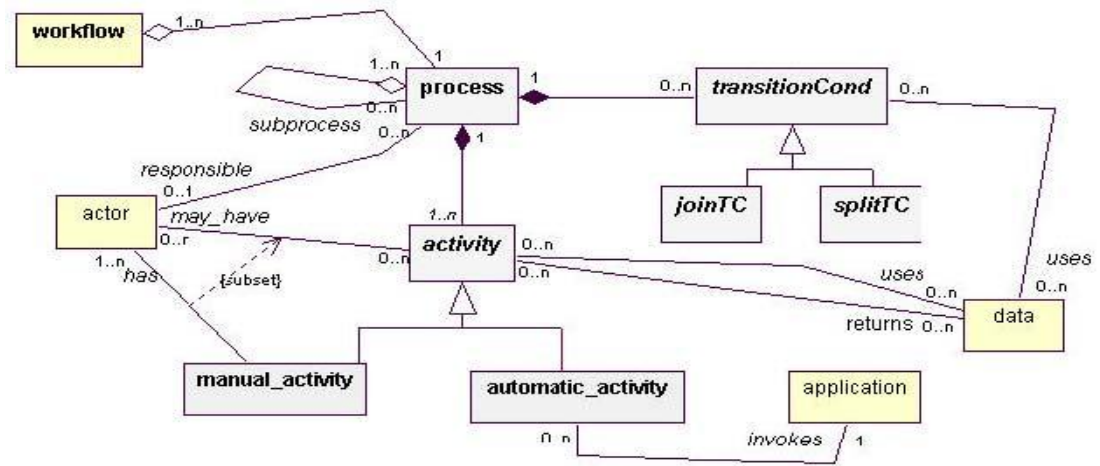 workflow
1..n
1
1..n
process
0..n
subprocess
0..n
1
0..n
transitionCond
0..n
1
responsible
0..1
joinTC
splitTC
actor
may_have
0..r
1..n
has
{subset}
1..n
activity
0..n
0..n
0..n
uses
0..n
returns
0..n
uses
0..n
data
manual_activity
automatic_activity
application
0..n
invokes
1